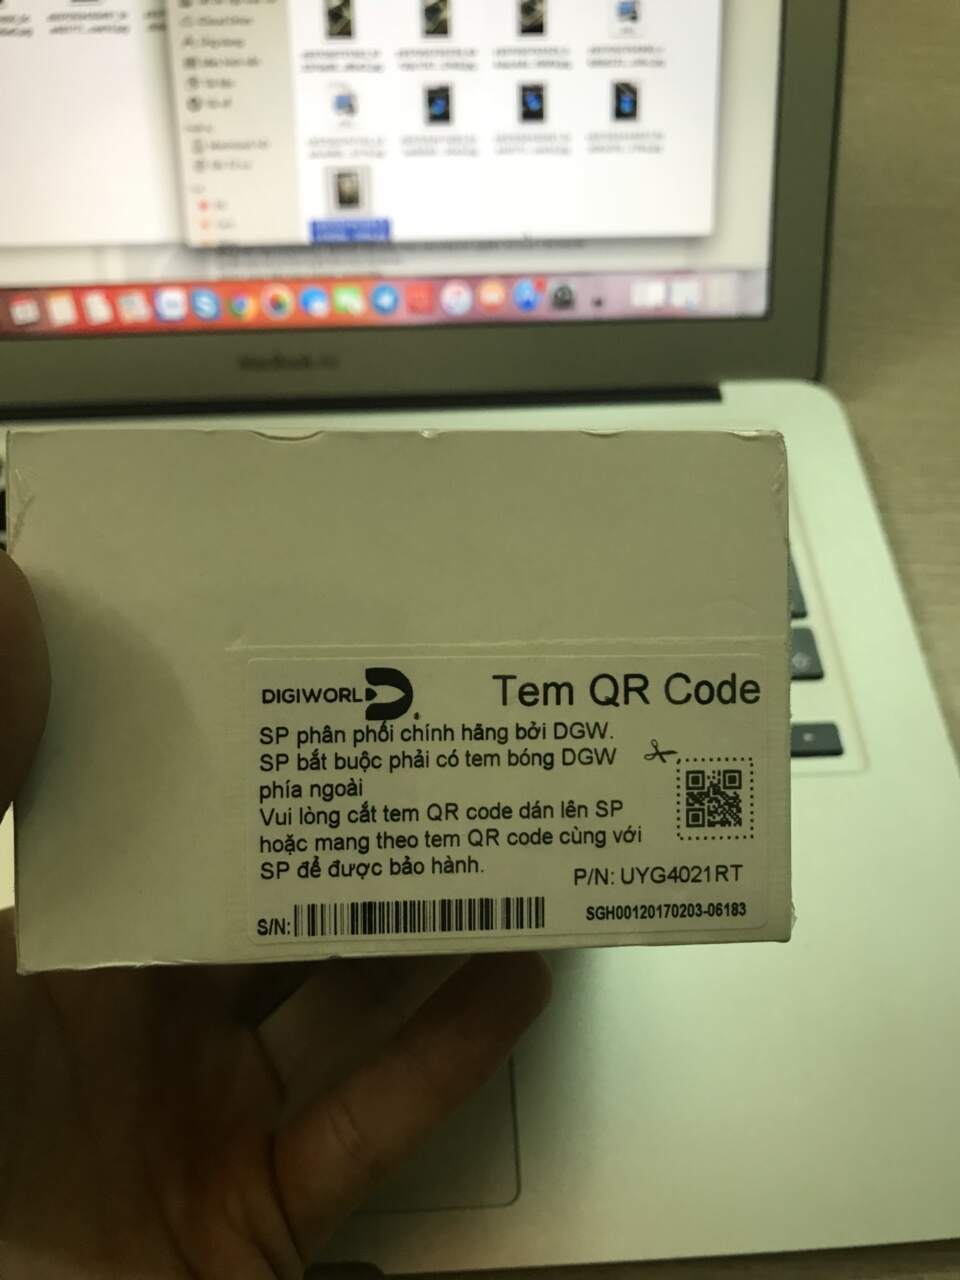 DIGIWORLD
Tem QR Code
SP phân phối chính hãng bởi DGW.
SP bắt buộc phải có tem bóng DGW
phía ngoài
Vui lòng cắt tem QR code dán lên SP
hoặc mang theo tem QR code cùng với
SP để được bảo hành.
P/N: UYG4021RT
S/N:
SGH00120170203-06183